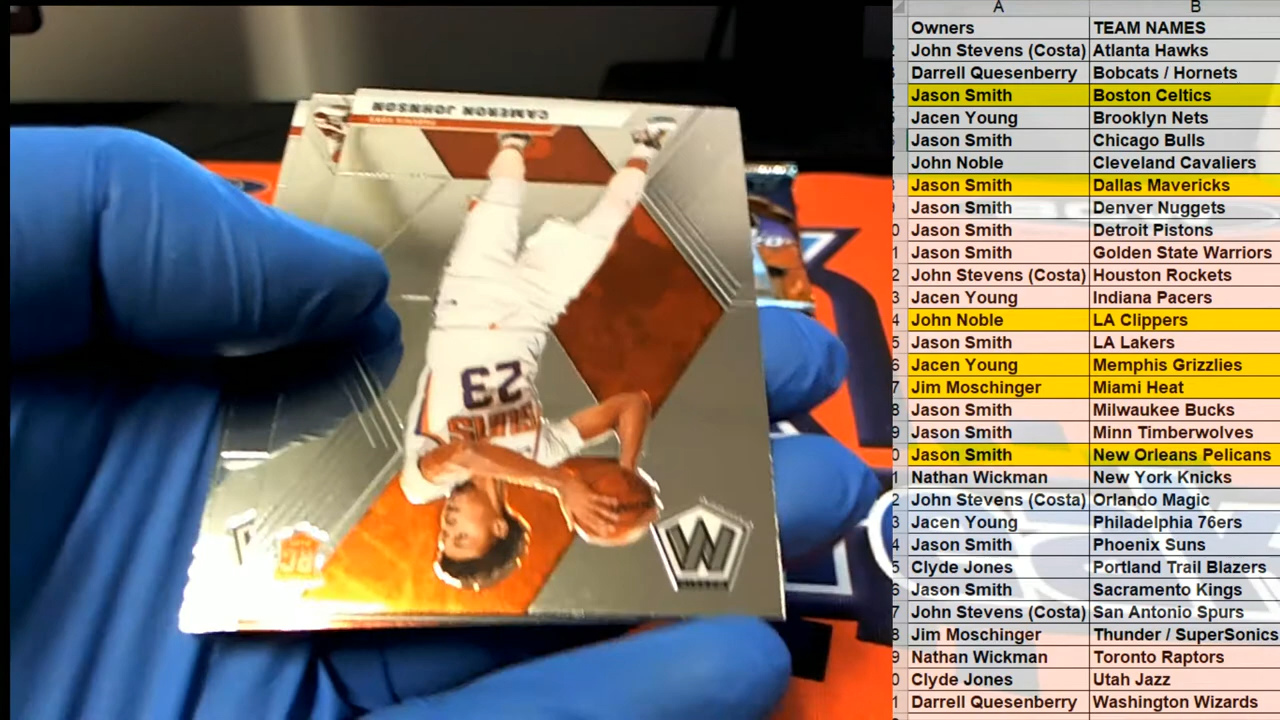 A B
Owners TEAM NAMES
John Stevens (Costa) Atlanta Hawks
Darrell Quesenberry Bobcats / Hornets
Jason Smith Boston Celtics
Jacen Young Brooklyn Nets
Jason Smith Chicago Bulls
John Noble Cleveland Cavaliers
Jason Smith Dallas Mavericks
Jason Smith Denver Nuggets
Jason Smith Detroit Pistons
Jason Smith Golden State Warriors
John Stevens (Costa) Houston Rockets
Jacen Young Indiana Pacers
John Noble LA Clippers
Jason Smith LA Lakers
Jacen Young Memphis Grizzlies
Jim Moschinger Miami Heat
Jason Smith Milwaukee Bucks
Jason Smith Minn Timberwolves
Jason Smith New Orleans Pelicans
Nathan Wickman New York Knicks
John Stevens (Costa) Orlando Magic
Jacen Young Philadelphia 76ers
Jason Smith Phoenix Suns
Clyde Jones Portland Trail Blazers
Jason Smith Sacramento Kings
John Stevens (Costa) San Antonio Spurs
Jim Moschinger Thunder / SuperSonics
Nathan Wickman Toronto Raptors
Clyde Jones Utah Jazz
Darrell Quesenberry Washington Wizards
CAMERON JOHNSON
PHOENIX SUNS
23
SUNS
RC
M